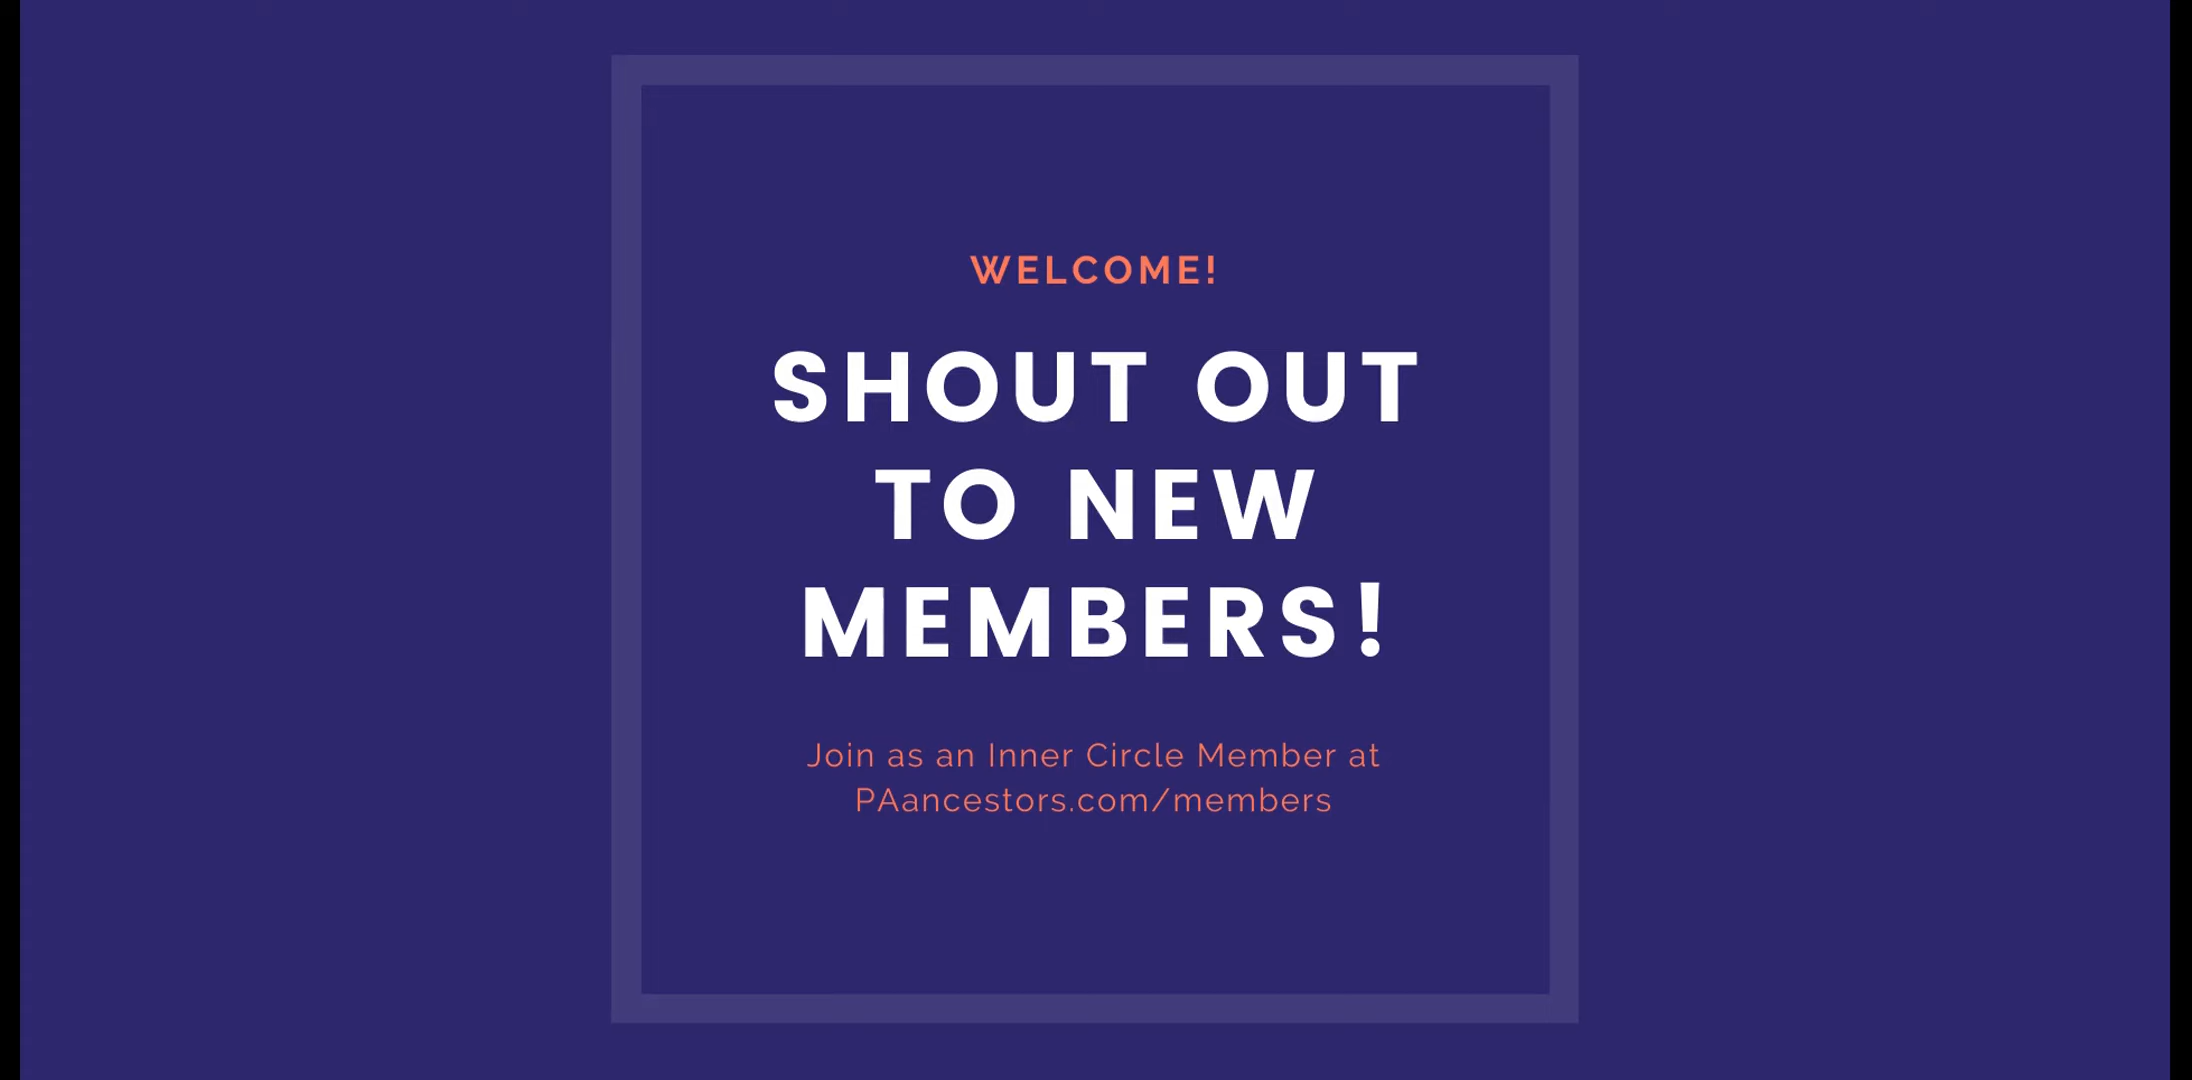 WELCOME!
SHOUT OUT
TO NEW
MEMBERS!
Join as an Inner Circle Member at
PAancestors.com/members